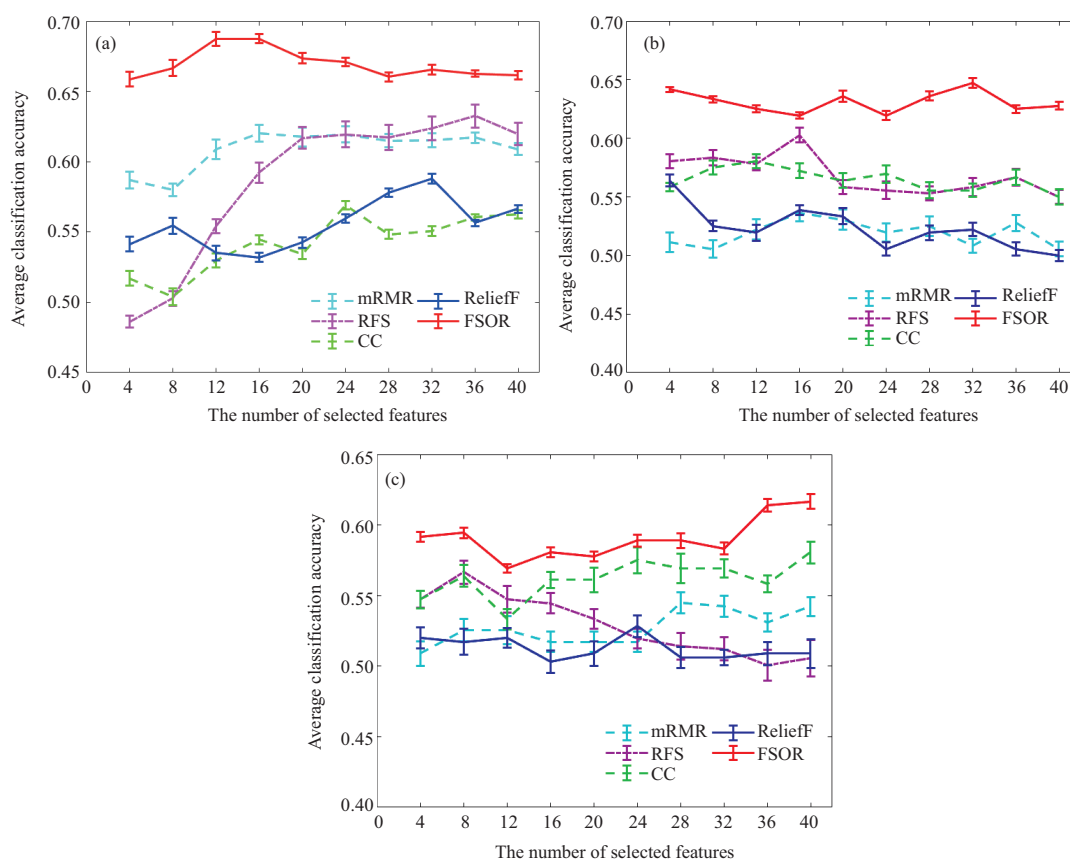 (a)
Average classification accuracy
0.70
0.65
0.60
0.55
0.50
0.45
0 4 8 12 16 20 24 28 32 36 40
The number of selected features
mRMR ReliefF
RFS FSOR
CC
(b)
Average classification accuracy
0.70
0.65
0.60
0.55
0.50
0.45
0.40
0 4 8 12 16 20 24 28 32 36 40
The number of selected features
mRMR ReliefF
RFS FSOR
CC
(c)
Average classification accuracy
0.65
0.60
0.55
0.50
0.45
0.40
0 4 8 12 16 20 24 28 32 36 40
The number of selected features
mRMR ReliefF
RFS FSOR
CC